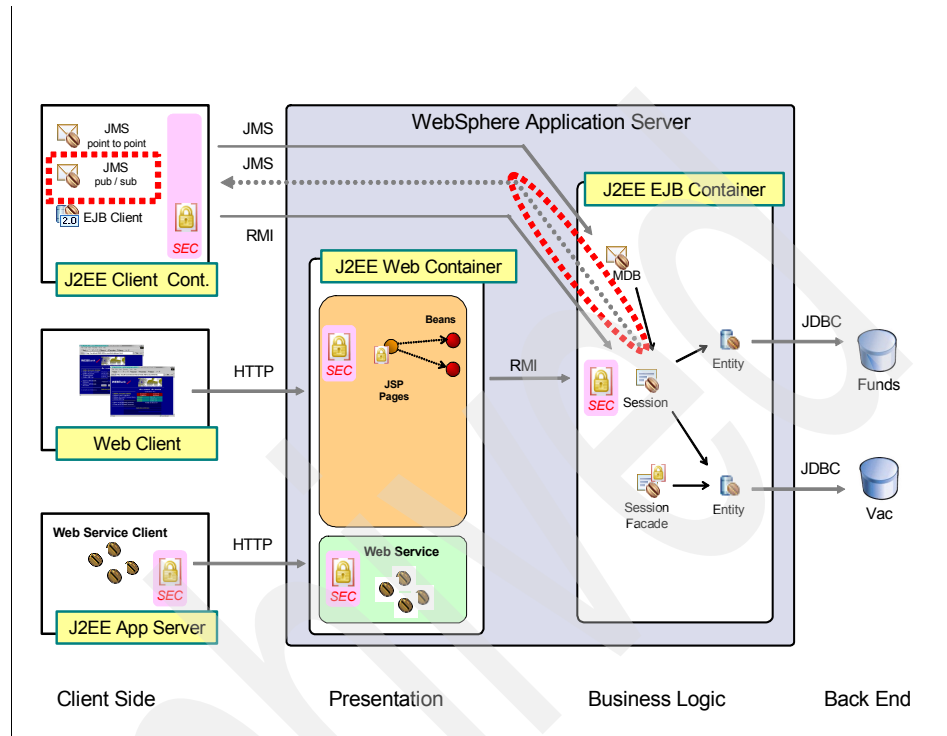 WebSphere Application Server
JMS
point to point
JMS
pub / sub
2.0
EJB Client
SEC
J2EE Client Cont.
JMS
JMS
RMI
J2EE EJB Container
MDB
J2EE Web Container
Beans
SEC
JSP
Pages
HTTP
RMI
SEC
Session
Entity
JDBC
Funds
Web Client
Session
Facade
Entity
JDBC
Vac
Web Service Client
SEC
J2EE App Server
HTTP
Web Service
SEC
Client Side
Presentation
Business Logic
Back End